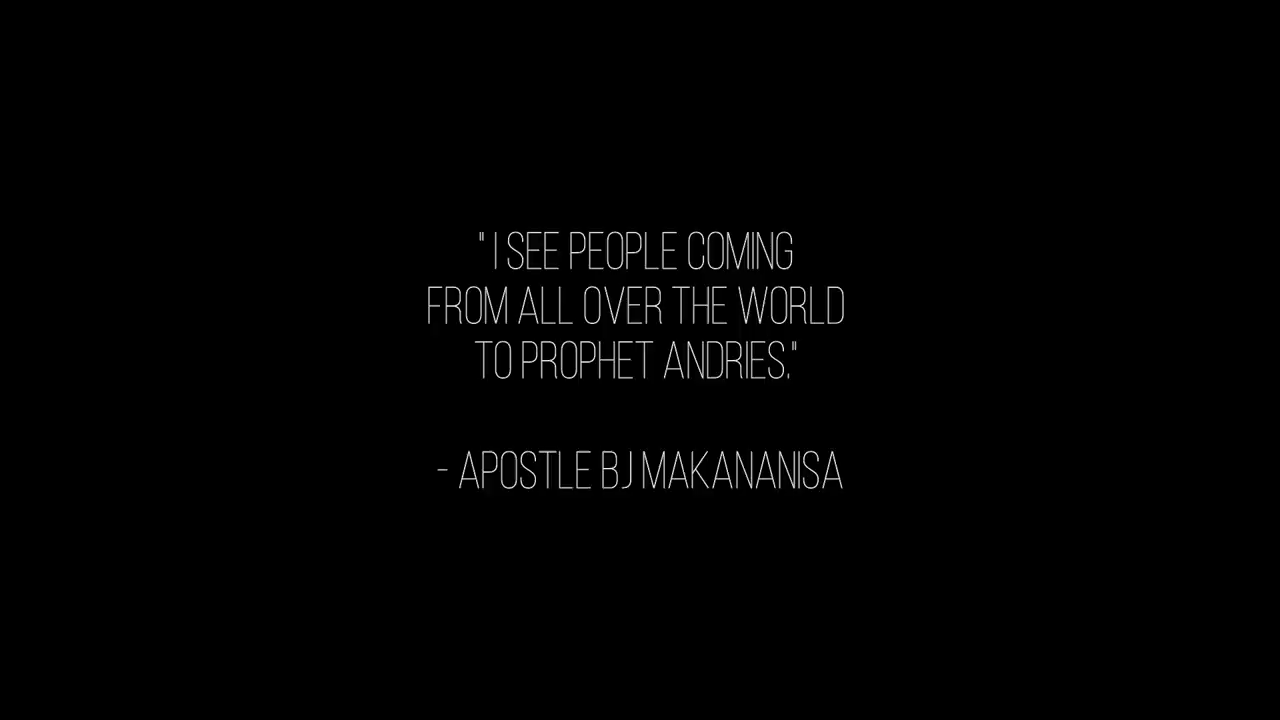 " I SEE PEOPLE COMING
FROM ALL OVER THE WORLD
TO PROPHET ANDRIES."
- APOSTLE BJ MAKANANISA